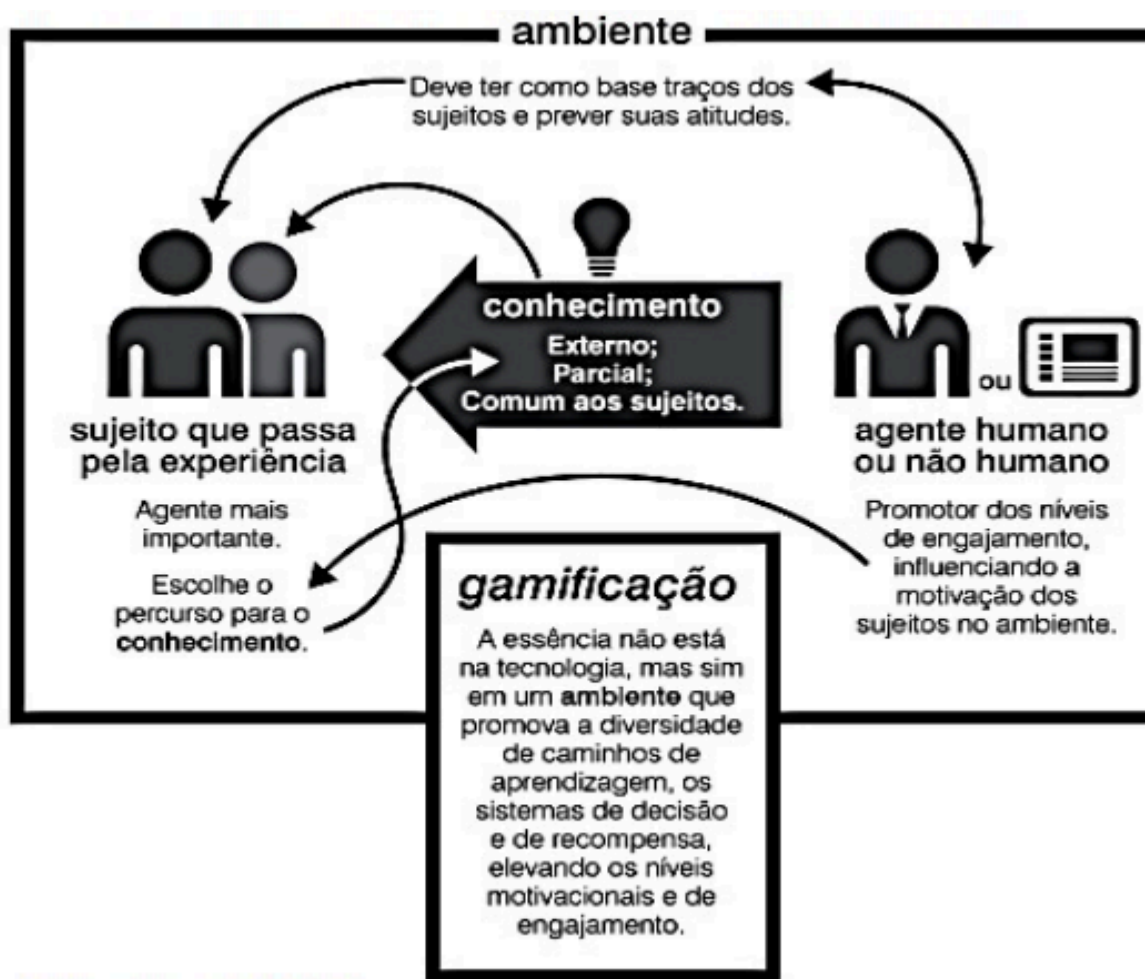 ambiente
Deve ter como base traços dos
sujeitos e prever suas atitudes.
conhecimento
Externo;
Parcial;
Comum aos sujeitos.
sujeito que passa
pela experiência
Agente mais
importante.
Escolhe o
percurso para o
conhecimento.
ou
agente humano
ou não humano
Promotor dos níveis
de engajamento,
influenciando a
motivação dos
sujeitos no ambiente.
gamificação
A essência não está
na tecnologia, mas sim
em um ambiente que
promova a diversidade
de caminhos de
aprendizagem, os
sistemas de decisão
e de recompensa,
elevando os níveis
motivacionais e de
engajamento.